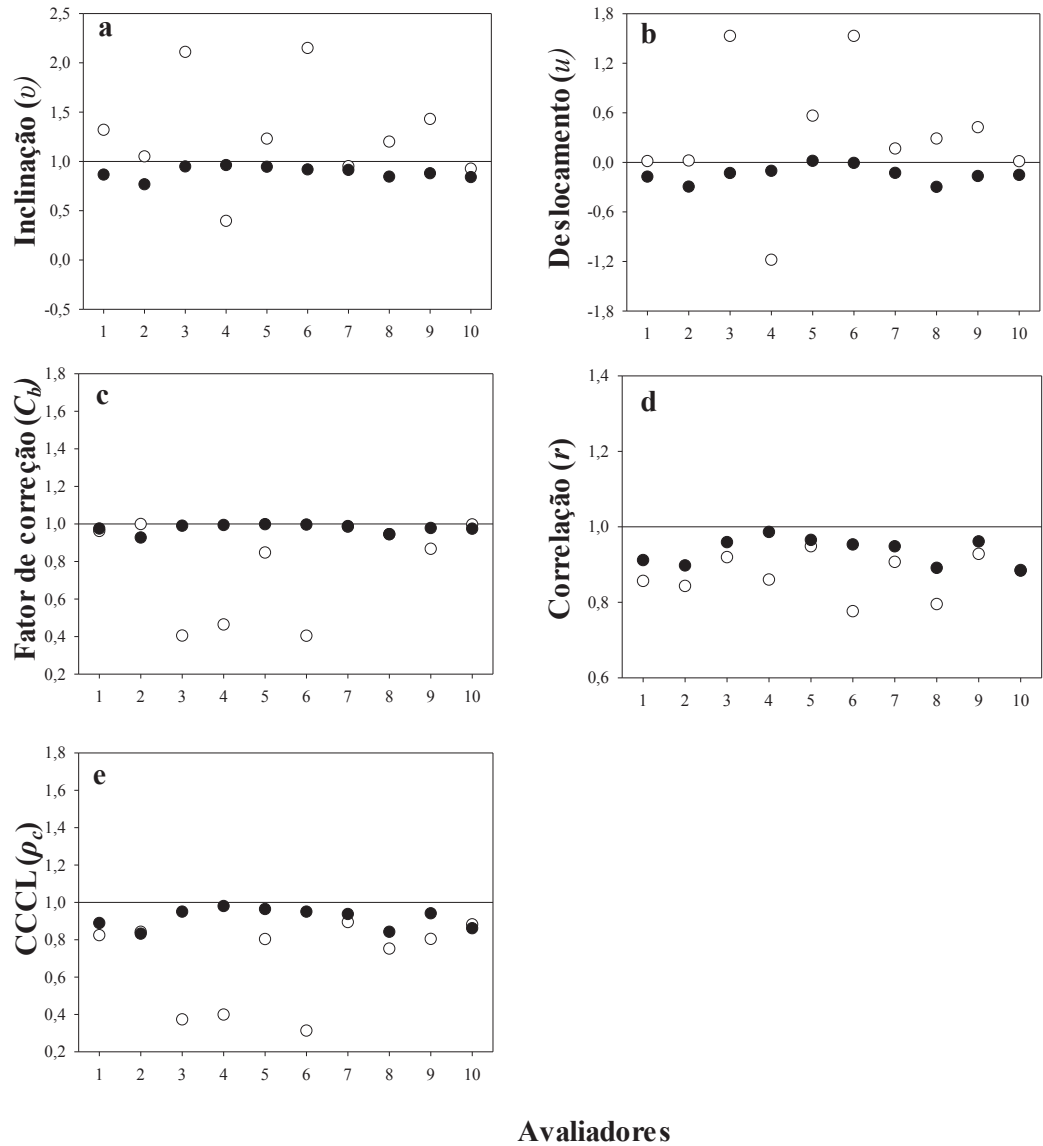 a
Inclinação (υ)
2,5
2,0
1,5
1,0
0,5
0,0
-0,5
1 2 3 4 5 6 7 8 9 10
b
Deslocamento (u)
1,8
1,2
0,6
0,0
-0,6
-1,2
-1,8
1 2 3 4 5 6 7 8 9 10
c
Fator de correção (Cb)
1,8
1,6
1,4
1,2
1,0
0,8
0,6
0,4
0,2
1 2 3 4 5 6 7 8 9 10
d
Correlação (r)
1,4
1,2
1,0
0,8
0,6
1 2 3 4 5 6 7 8 9 10
e
CCCL (ρc)
1,8
1,6
1,4
1,2
1,0
0,8
0,6
0,4
0,2
1 2 3 4 5 6 7 8 9 10
Avaliadores